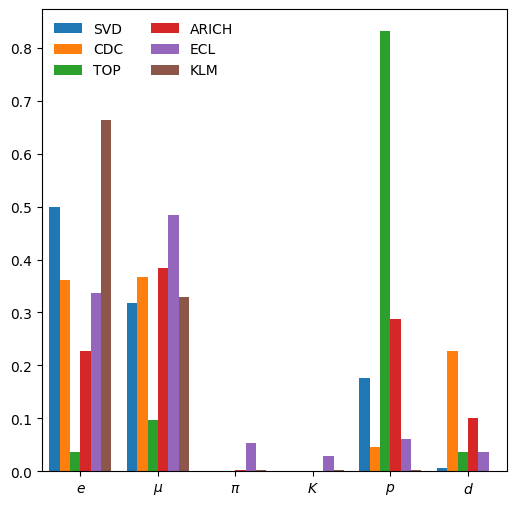 SVD
CDC
TOP
ARICH
ECL
KLM
0.8
0.7
0.6
0.5
0.4
0.3
0.2
0.1
0.0
e μ π K p d